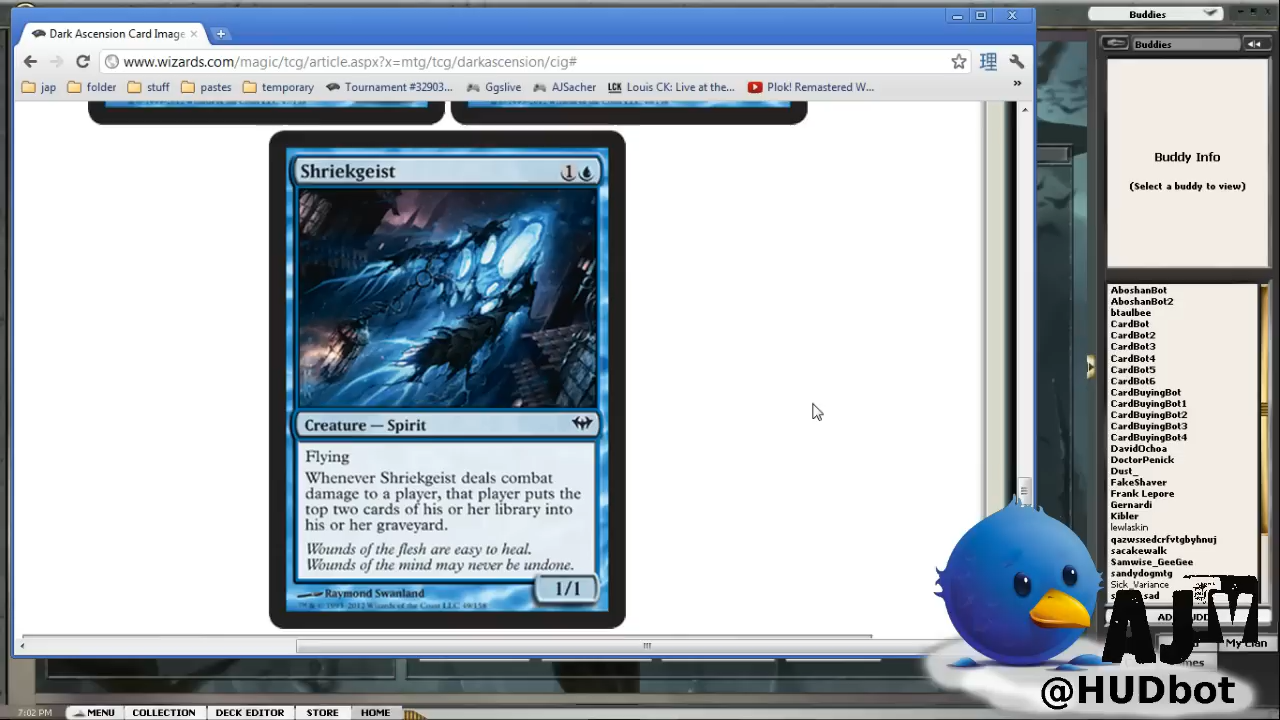 Dark Ascension Card Image
Buddies
www.wizards.com/magic/tcg/article.aspx?x=mtg/tcg/darkascension/cig#
理
Buddies
jap
folder
stuff
pastes
temporary
Tournament #32903...
Ggslive
AJSacher
LCK Louis CK: Live at the...
Plok! Remastered W...
»
Shriekgeist
1
Creature — Spirit
Flying
Whenever Shriekgeist deals combat
damage to a player, that player puts the
top two cards of his or her library into
his or her graveyard.
Wounds of the flesh are easy to heal.
Wounds of the mind may never be undone.
Raymond Swanland
1/1
Buddy Info
(Select a buddy to view)
AboshanBot
AboshanBot2
btaulbee
CardBot
CardBot2
CardBot3
CardBot4
CardBot5
CardBot6
CardBuyingBot
CardBuyingBot1
CardBuyingBot2
CardBuyingBot3
CardBuyingBot4
DavidOchoa
DoctorPenick
Dust_
FakeShaver
Frank Lepore
Gernardi
Kibler
lewlaskin
qazwsxedcrfvtgbyhnuj
sacakewalk
Samwise_GeeGee
sandydogmtg
Sick_Variance
My Clan
AJM
@HUDbot
7:02 PM
MENU
COLLECTION
DECK EDITOR
STORE
HOME